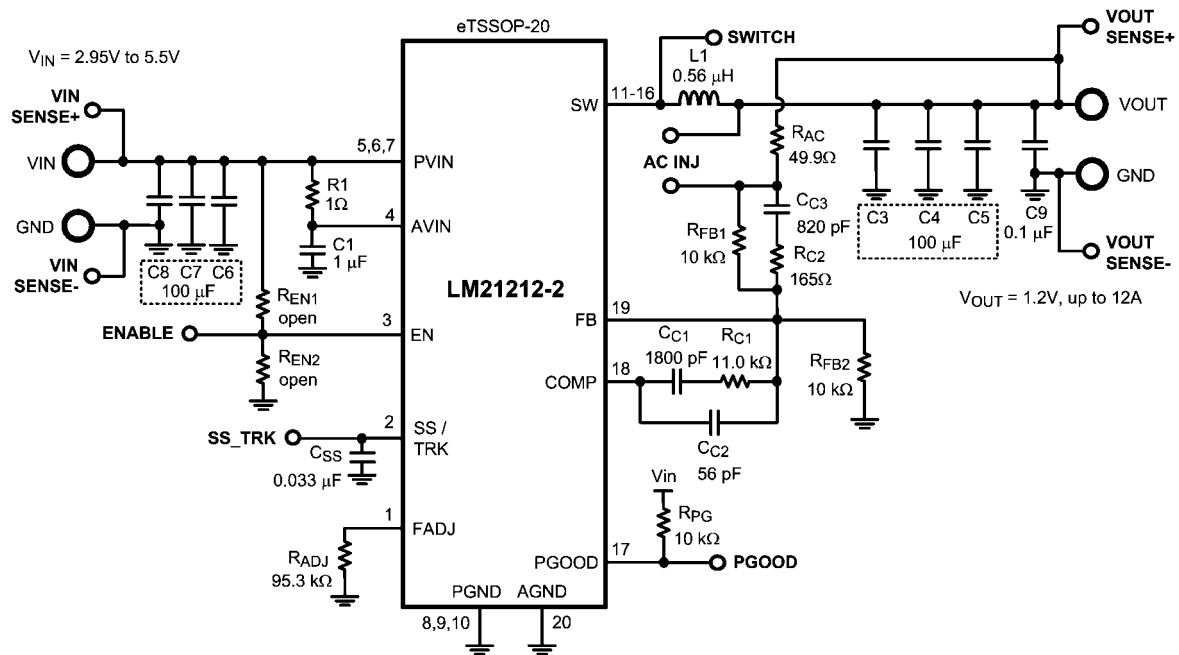 eTSSOP-20
V_IN = 2.95V to 5.5V
VIN
SENSE+
VIN
GND
VIN
SENSE-
C8 C7 C6
100 μF
R1
1Ω
C1
1 μF
R_EN1
open
R_EN2
open
ENABLE
SS_TRK
C_SS
0.033 μF
R_ADJ
95.3 kΩ
5,6,7
PVIN
4
AVIN
3
EN
2
SS /
TRK
1
FADJ
LM21212-2
PGND
8,9,10
AGND
20
SW
11-16
FB
19
COMP
18
PGOOD
17
SWITCH
L1
0.56 μH
AC INJ
R_AC
49.9Ω
C_C3
820 pF
R_FB1
10 kΩ
R_C2
165Ω
C_C1
1800 pF
R_C1
11.0 kΩ
C_C2
56 pF
R_FB2
10 kΩ
Vin
R_PG
10 kΩ
PGOOD
C3 C4 C5
100 μF
C9
0.1 μF
VOUT
SENSE+
VOUT
GND
VOUT
SENSE-
V_OUT = 1.2V, up to 12A